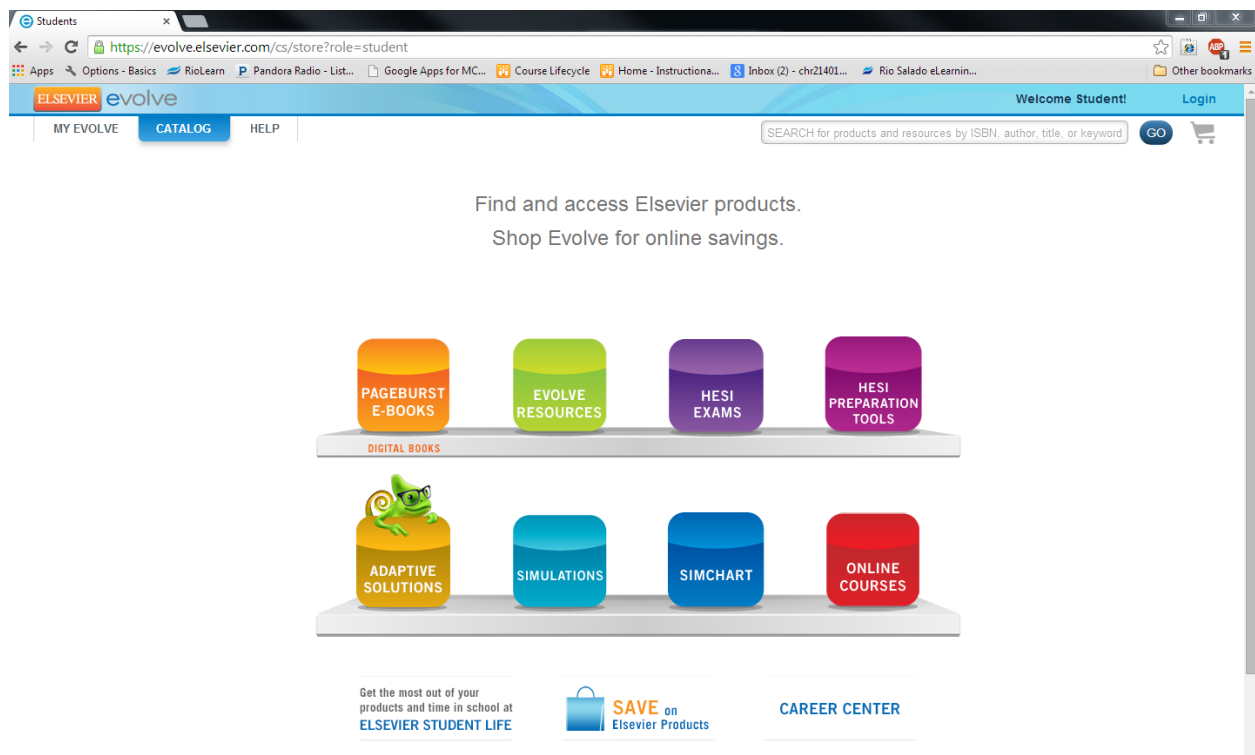 Students
https://evolve.elsevier.com/cs/store?role=student
ABP
1
Apps Options - Basics RioLearn P Pandora Radio - List... Google Apps for MC... Course Lifecycle Home - Instructiona... 8 Inbox (2) - chr21401... Rio Salado eLearnin... Other bookmarks
ELSEVIER evolve Welcome Student! Login
MY EVOLVE CATALOG HELP SEARCH for products and resources by ISBN, author, title, or keyword GO
Find and access Elsevier products.
Shop Evolve for online savings.
PAGEBURST
E-BOOKS
EVOLVE
RESOURCES
HESI
EXAMS
HESI
PREPARATION
TOOLS
DIGITAL BOOKS
ADAPTIVE
SOLUTIONS
SIMULATIONS
SIMCHART
ONLINE
COURSES
Get the most out of your
products and time in school at
ELSEVIER STUDENT LIFE
SAVE on
Elsevier Products
CAREER CENTER